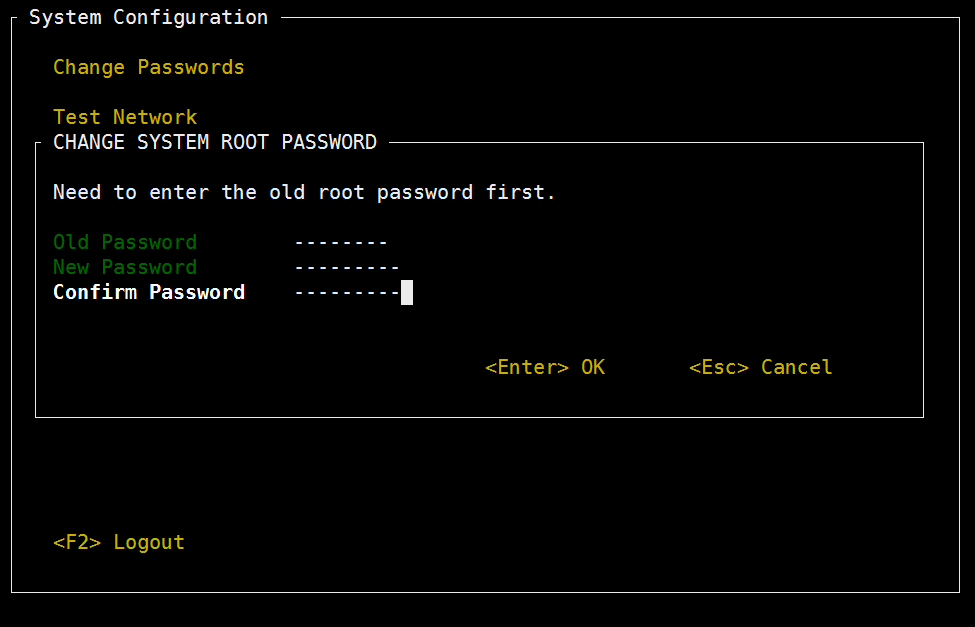 System Configuration
Change Passwords
Test Network
CHANGE SYSTEM ROOT PASSWORD
Need to enter the old root password first.
Old Password --------
New Password ---------
Confirm Password ---------
<Enter> OK <Esc> Cancel
<F2> Logout